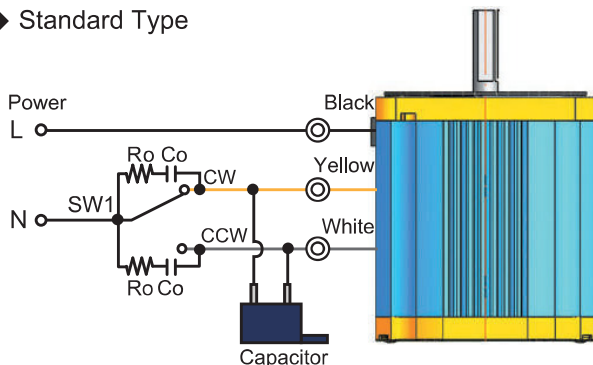 Standard Type
Power
L
Black
Ro Co
CW
Yellow
N
SW1
CCW
White
Ro Co
Capacitor